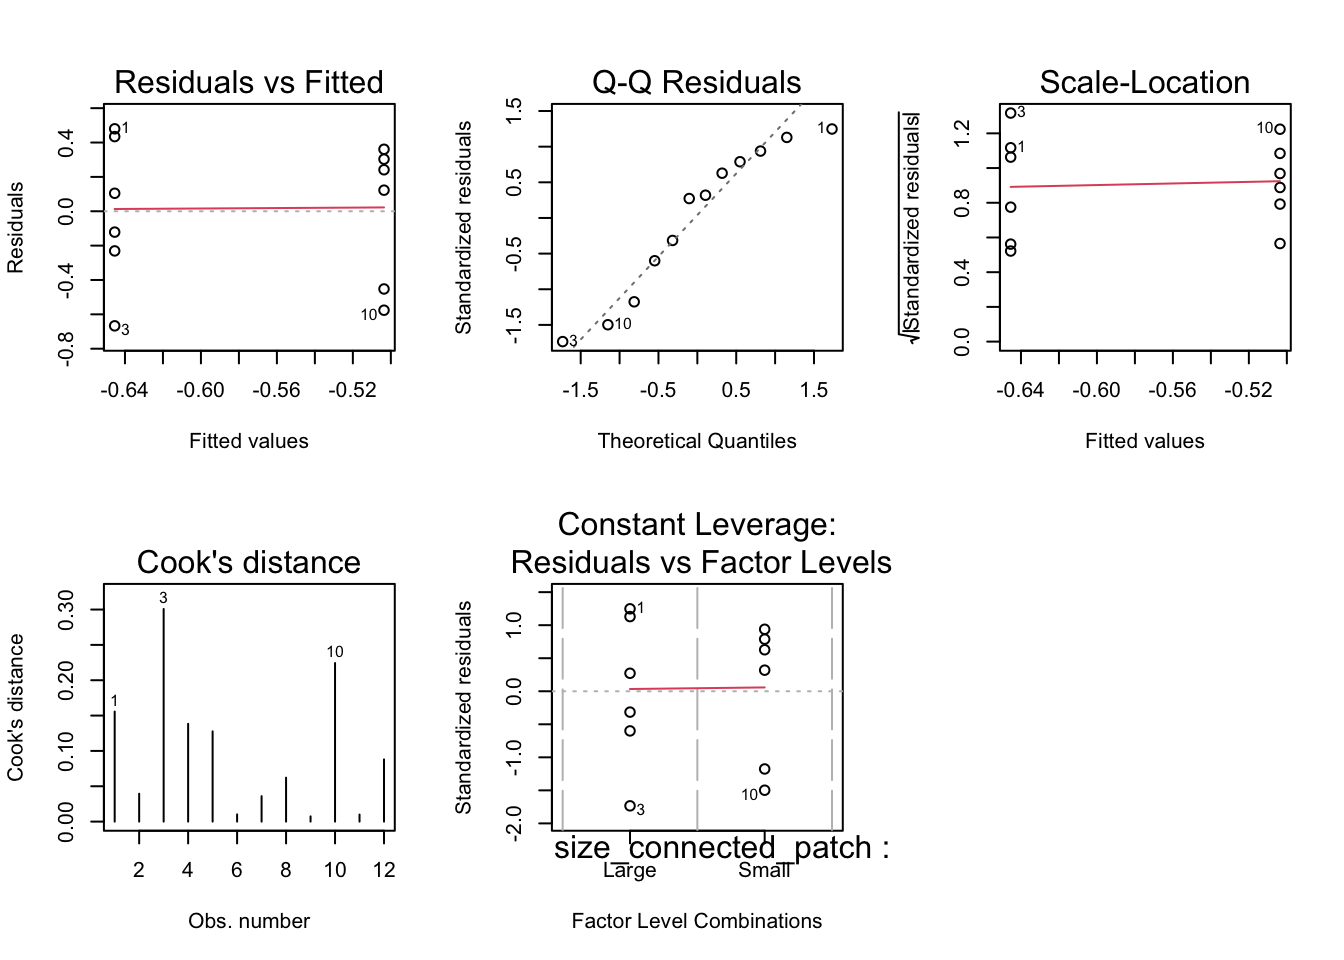 Residuals vs Fitted
Residuals
0.4
0.0
-0.4
-0.8
1
3
10
-0.64 -0.60 -0.56 -0.52
Fitted values
Q-Q Residuals
Standardized residuals
1.5
0.5
-0.5
-1.5
1
10
3
-1.5 -0.5 0.5 1.5
Theoretical Quantiles
Scale-Location
√|Standardized residuals|
1.2
0.8
0.4
0.0
3
1
10
-0.64 -0.60 -0.56 -0.52
Fitted values
Cook's distance
Cook's distance
0.30
0.20
0.10
0.00
1
3
10
2 4 6 8 10 12
Obs. number
Constant Leverage:
Residuals vs Factor Levels
Standardized residuals
1.0
0.0
-1.0
-2.0
1
3
10
size_connected_patch :
Large Small
Factor Level Combinations